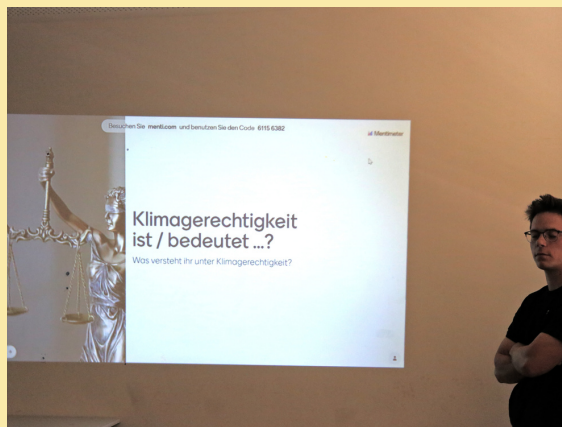 Besuchen Sie menti.com und benutzen Sie den Code 6115 6382
Mentimeter
Klimagerechtigkeit
ist / bedeutet ...?
Was versteht ihr unter Klimagerechtigkeit?